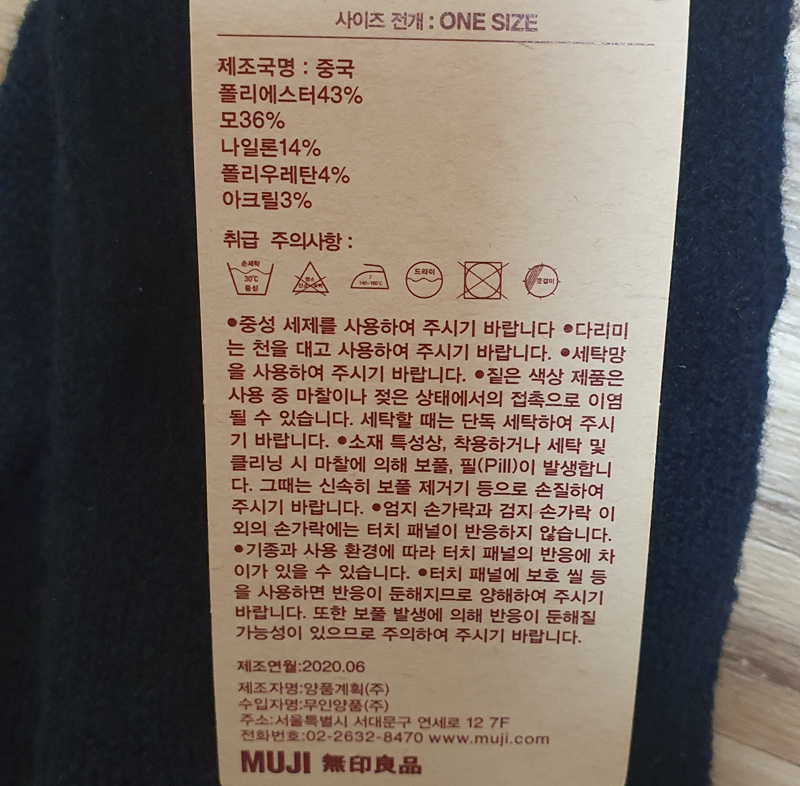 사이즈 전개 : ONE SIZE
제조국명 : 중국
폴리에스터43%
모36%
나일론14%
폴리우레탄4%
아크릴3%
취급 주의사항 :
손세탁 30℃ 중성 염소 산소 표백 140~160℃ 드라이 옷걸이
●중성 세제를 사용하여 주시기 바랍니다 ●다리미
는 천을 대고 사용하여 주시기 바랍니다. ●세탁망
을 사용하여 주시기 바랍니다. ●짙은 색상 제품은
사용 중 마찰이나 젖은 상태에서의 접촉으로 이염
될 수 있습니다. 세탁할 때는 단독 세탁하여 주시
기 바랍니다. ●소재 특성상, 착용하거나 세탁 및
클리닝 시 마찰에 의해 보풀, 필(Pill)이 발생합니
다. 그때는 신속히 보풀 제거기 등으로 손질하여
주시기 바랍니다. ●엄지 손가락과 검지 손가락 이
외의 손가락에는 터치 패널이 반응하지 않습니다.
●기종과 사용 환경에 따라 터치 패널의 반응에 차
이가 있을 수 있습니다. ●터치 패널에 보호 씰 등
을 사용하면 반응이 둔해지므로 양해하여 주시기
바랍니다. 또한 보풀 발생에 의해 반응이 둔해질
가능성이 있으므로 주의하여 주시기 바랍니다.
제조연월:2020.06
제조자명:양품계획(주)
수입자명:무인양품(주)
주소:서울특별시 서대문구 연세로 12 7F
전화번호:02-2632-8470 www.muji.com
MUJI 無印良品